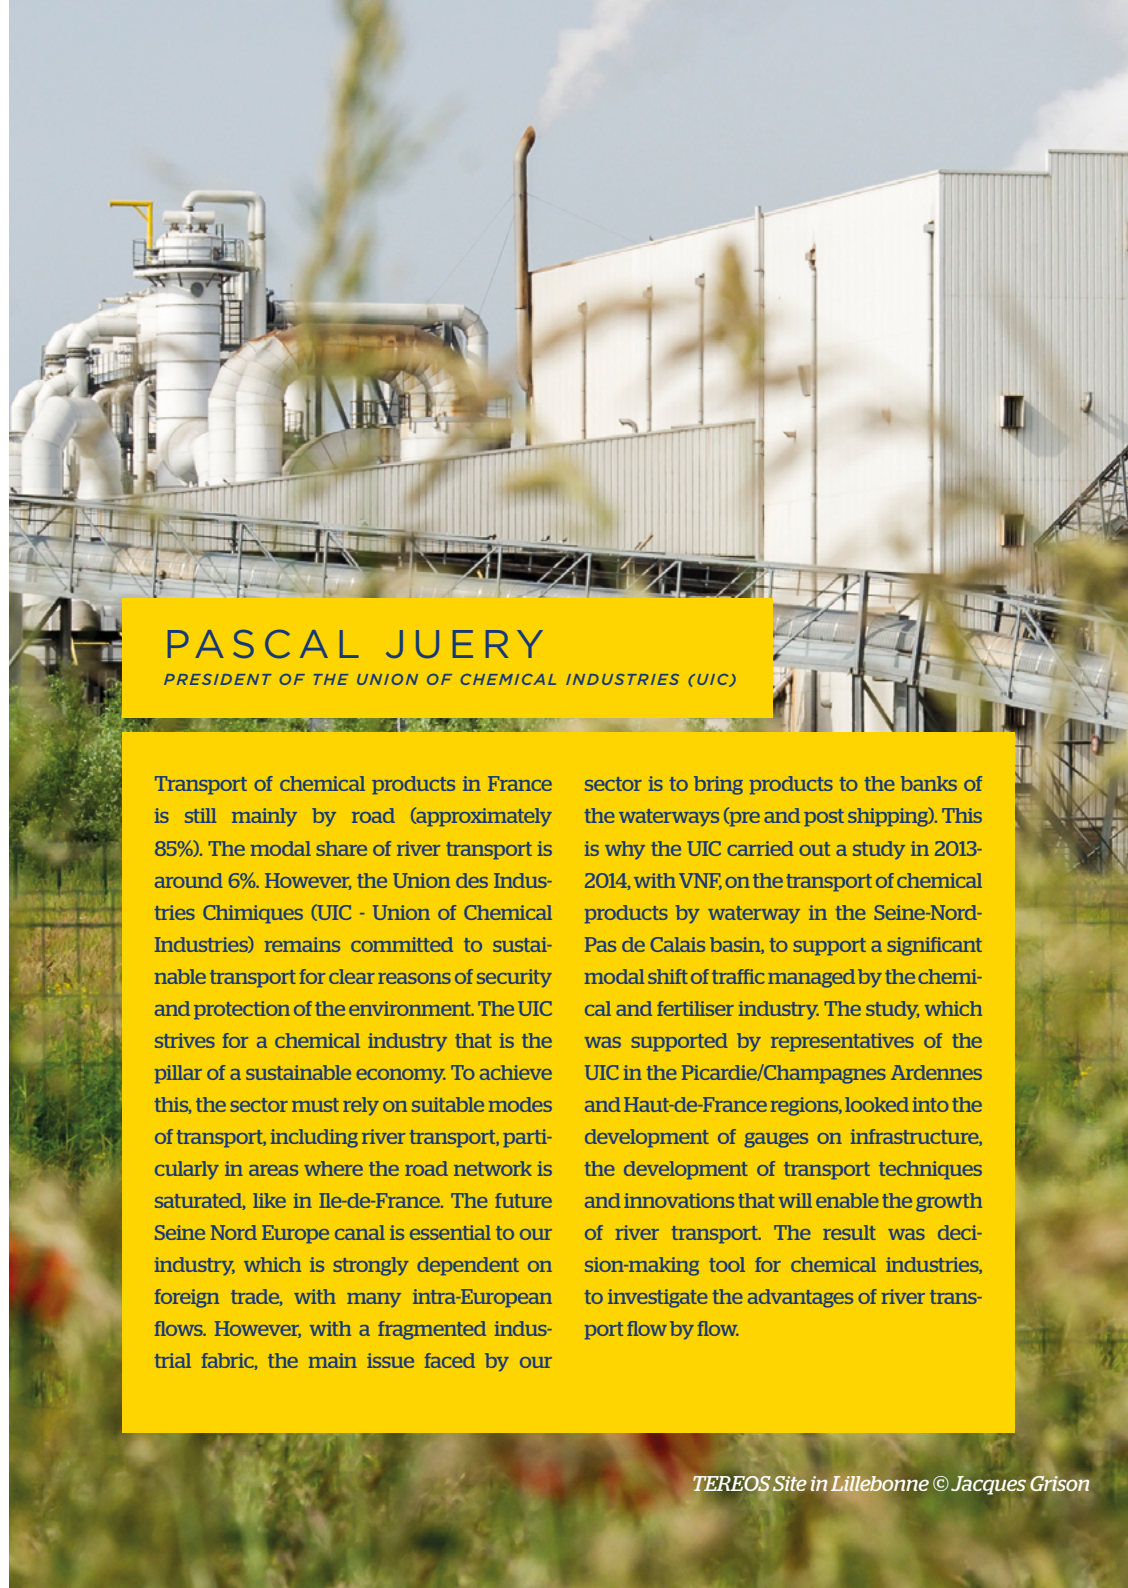 PASCAL JUERY
PRESIDENT OF THE UNION OF CHEMICAL INDUSTRIES (UIC)
Transport of chemical products in France
is still mainly by road (approximately
85%). The modal share of river transport is
around 6%. However, the Union des Indus-
tries Chimiques (UIC - Union of Chemical
Industries) remains committed to sustai-
nable transport for clear reasons of security
and protection of the environment. The UIC
strives for a chemical industry that is the
pillar of a sustainable economy. To achieve
this, the sector must rely on suitable modes
of transport, including river transport, parti-
cularly in areas where the road network is
saturated, like in Ile-de-France. The future
Seine Nord Europe canal is essential to our
industry, which is strongly dependent on
foreign trade, with many intra-European
flows. However, with a fragmented indus-
trial fabric, the main issue faced by our
sector is to bring products to the banks of
the waterways (pre and post shipping). This
is why the UIC carried out a study in 2013-
2014, with VNF, on the transport of chemical
products by waterway in the Seine-Nord-
Pas de Calais basin, to support a significant
modal shift of traffic managed by the chemi-
cal and fertiliser industry. The study, which
was supported by representatives of the
UIC in the Picardie/Champagnes Ardennes
and Haut-de-France regions, looked into the
development of gauges on infrastructure,
the development of transport techniques
and innovations that will enable the growth
of river transport. The result was deci-
sion-making tool for chemical industries,
to investigate the advantages of river trans-
port flow by flow.
TEREOS Site in Lillebonne © Jacques Grison